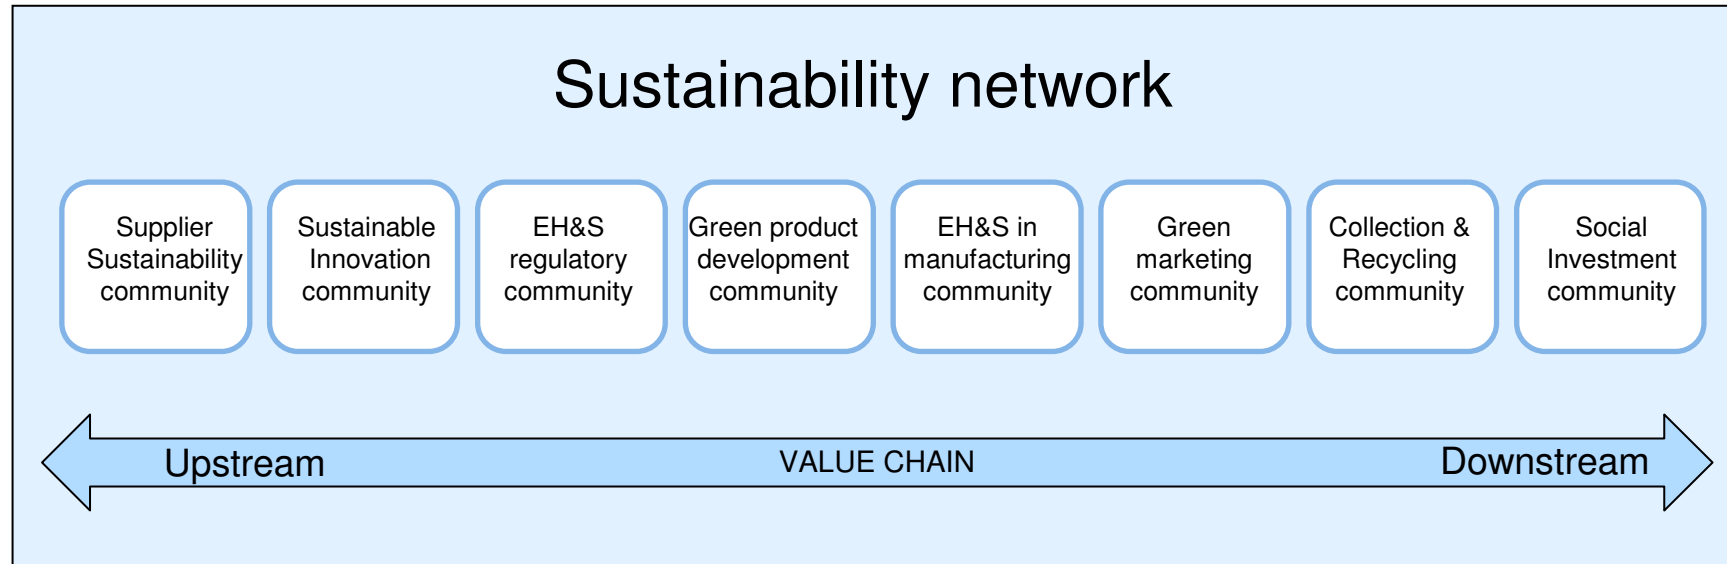 Sustainability network
Supplier
Sustainability
community
Sustainable
Innovation
community
EH&S
regulatory
community
Green product
development
community
EH&S in
manufacturing
community
Green
marketing
community
Collection &
Recycling
community
Social
Investment
community
Upstream
VALUE CHAIN
Downstream